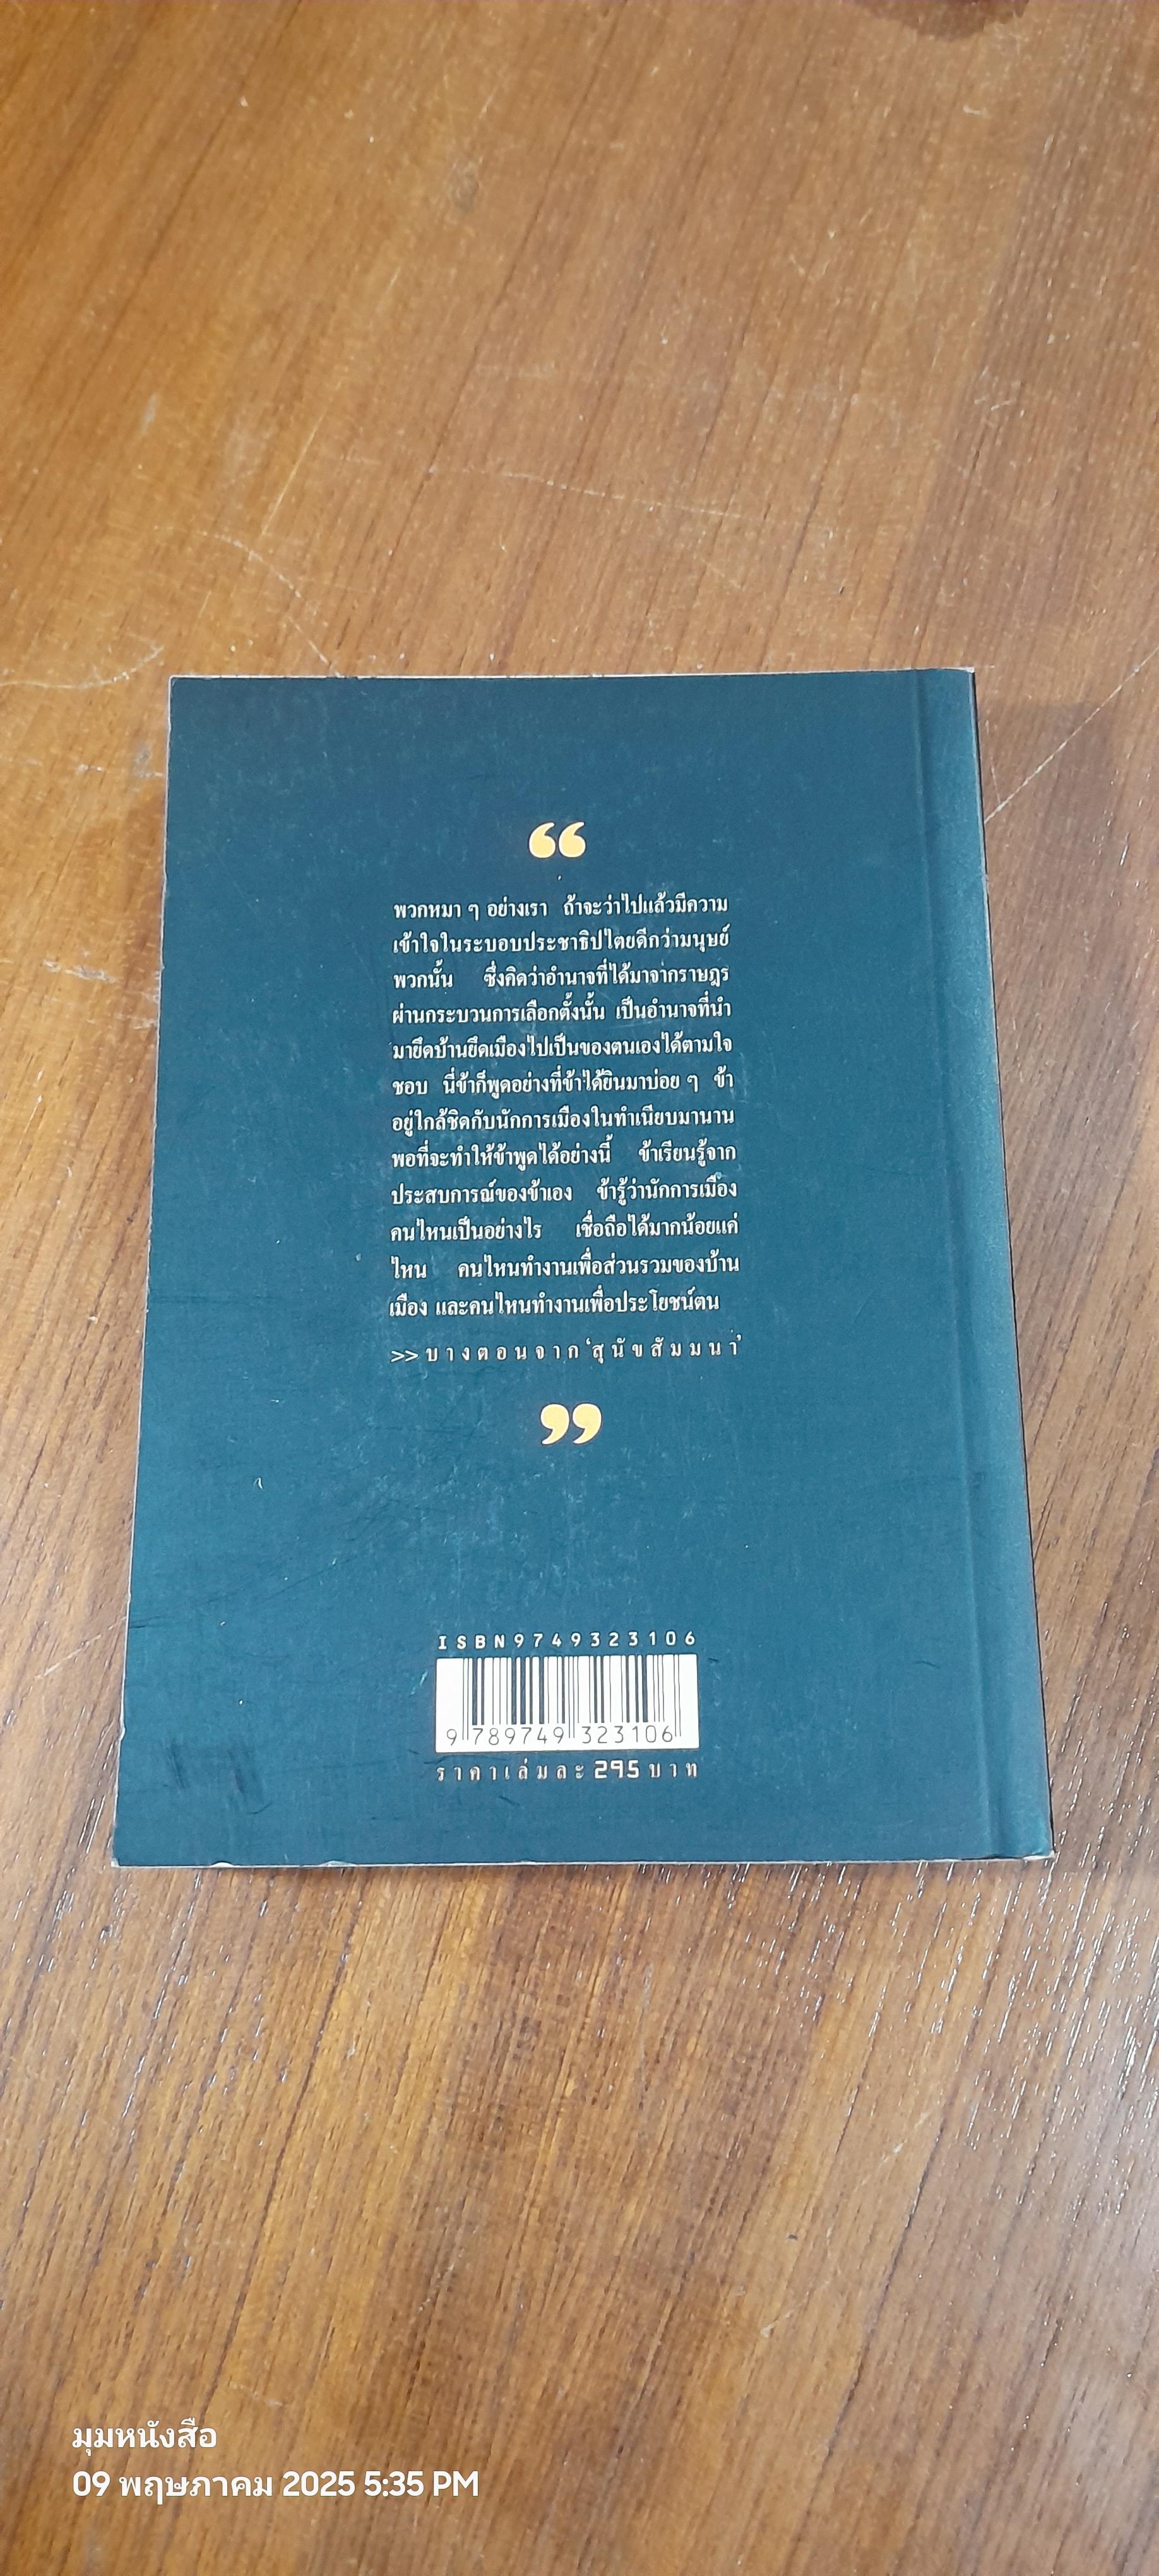 “
พวกหมา ๆ อย่างเรา ถ้าจะว่าไปแล้วมีความ
เข้าใจในระบอบประชาธิปไตยดีกว่ามนุษย์
พวกนั้น ซึ่งคิดว่าอำนาจที่ได้มาจากราษฎร
ผ่านกระบวนการเลือกตั้งนั้น เป็นอำนาจที่นำ
มายึดบ้านยึดเมืองไปเป็นของตนเองได้ตามใจ
ชอบ นี่ข้าก็พูดอย่างที่ข้าได้ยินมาบ่อย ๆ ข้า
อยู่ใกล้ชิดกับนักการเมืองในทำเนียบมานาน
พอที่จะทำให้ข้าพูดได้อย่างนี้ ข้าเรียนรู้จาก
ประสบการณ์ของข้าเอง ข้ารู้ว่านักการเมือง
คนไหนเป็นอย่างไร เชื่อถือได้มากน้อยแค่
ไหน คนไหนทำงานเพื่อส่วนรวมของบ้าน
เมือง และคนไหนทำงานเพื่อประโยชน์ตน
>> บางตอนจาก ‘สุนัขสัมมนา’
”
ISBN 9749323106
9 789749 323106
ราคาเล่มละ 295 บาท
มุมหนังสือ
09 พฤษภาคม 2025 5:35 PM